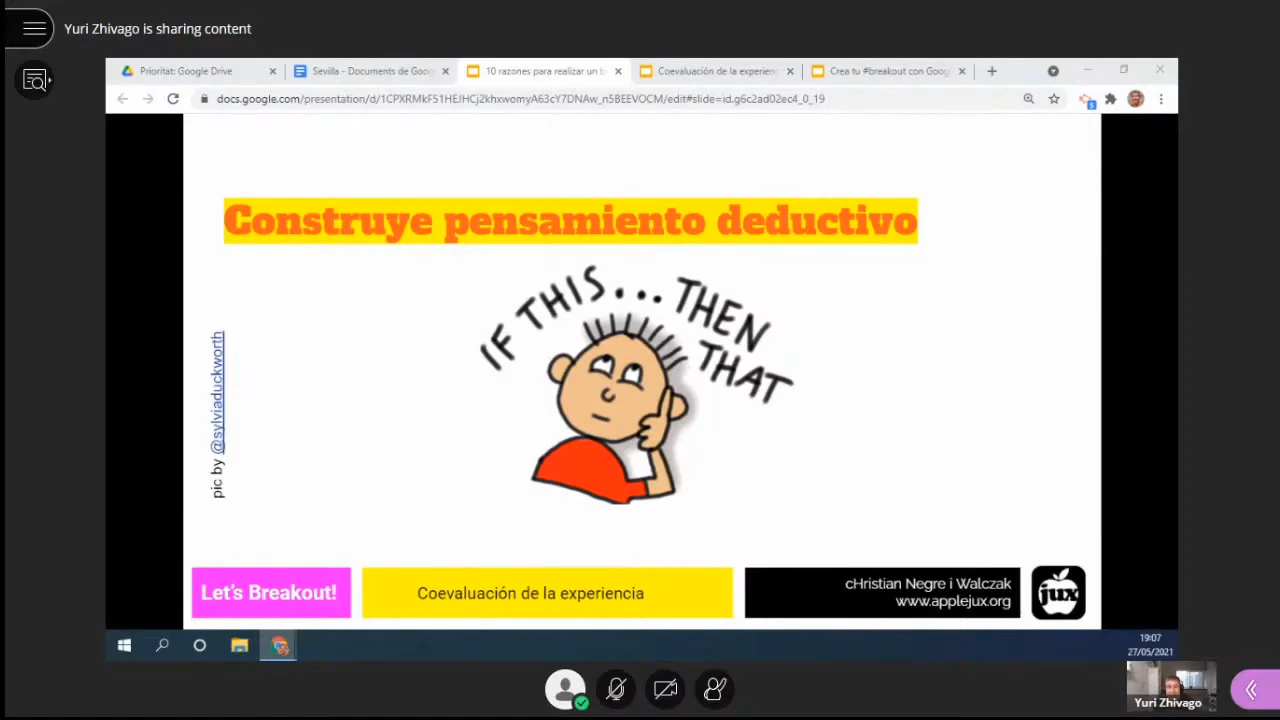 Yuri Zhivago is sharing content
Prioritat: Google Drive
Sevilla - Documents de Goog
10 razones para realizar un b
Coevaluación de la experien
Crea tu #breakout con Goog
docs.google.com/presentation/d/1CPXRMkF51HEJHCj2khxwomyA63cY7DNAw_n5BEEVOCM/edit#slide=id.g6c2ad02ec4_0_19
Construye pensamiento deductivo
IF THIS... THEN
THAT
pic by @sylviaduckworth
Let's Breakout!
Coevaluación de la experiencia
cHristian Negre i Walczak
www.applejux.org
jux
19:07
27/05/2021
Yuri Zhivago